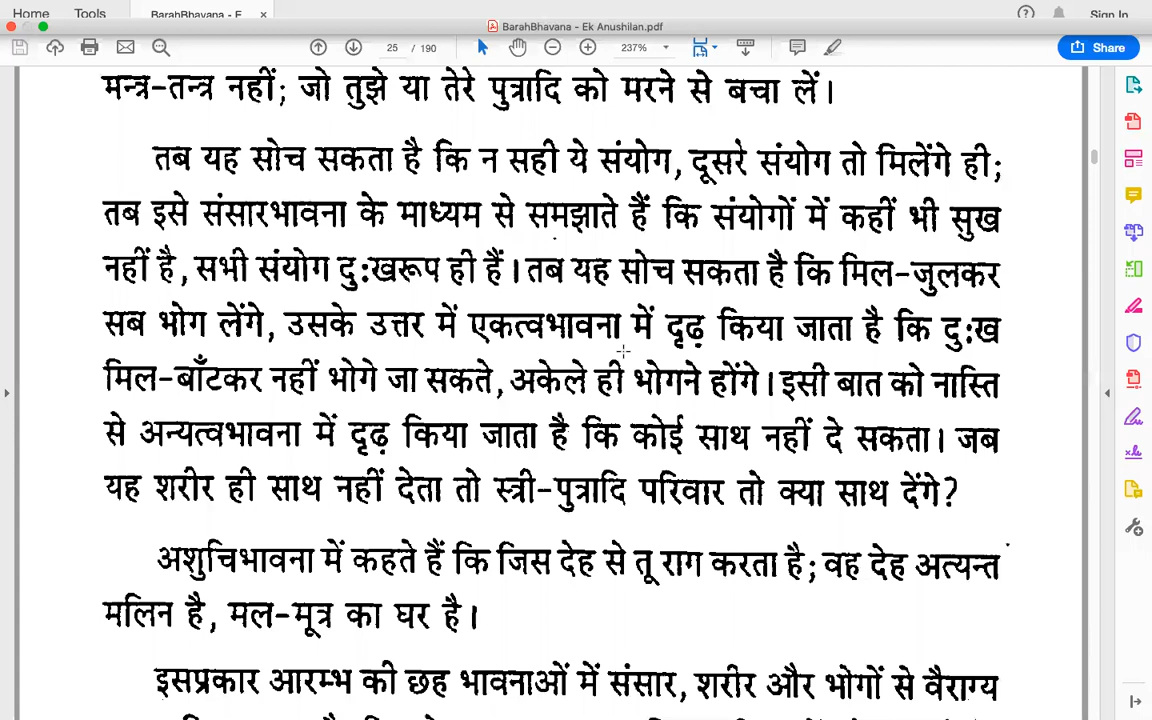 Home Tools BarahBhavana - E... × Sign In
BarahBhavana - Ek Anushilan.pdf
25 / 190 237% Share
मन्त्र-तन्त्र नहीं; जो तुझे या तेरे पुत्रादि को मरने से बचा लें।
तब यह सोच सकता है कि न सही ये संयोग, दूसरे संयोग तो मिलेंगे ही;
तब इसे संसारभावना के माध्यम से समझाते हैं कि संयोगों में कहीं भी सुख
नहीं है, सभी संयोग दुःखरूप ही हैं। तब यह सोच सकता है कि मिल-जुलकर
सब भोग लेंगे, उसके उत्तर में एकत्वभावना में दृढ़ किया जाता है कि दुःख
मिल-बाँटकर नहीं भोगे जा सकते, अकेले ही भोगने होंगे। इसी बात को नास्ति
से अन्यत्वभावना में दृढ़ किया जाता है कि कोई साथ नहीं दे सकता। जब
यह शरीर ही साथ नहीं देता तो स्त्री-पुत्रादि परिवार तो क्या साथ देंगे?
अशुचिभावना में कहते हैं कि जिस देह से तू राग करता है; वह देह अत्यन्त
मलिन है, मल-मूत्र का घर है।
इसप्रकार आरम्भ की छह भावनाओं में संसार, शरीर और भोगों से वैराग्य